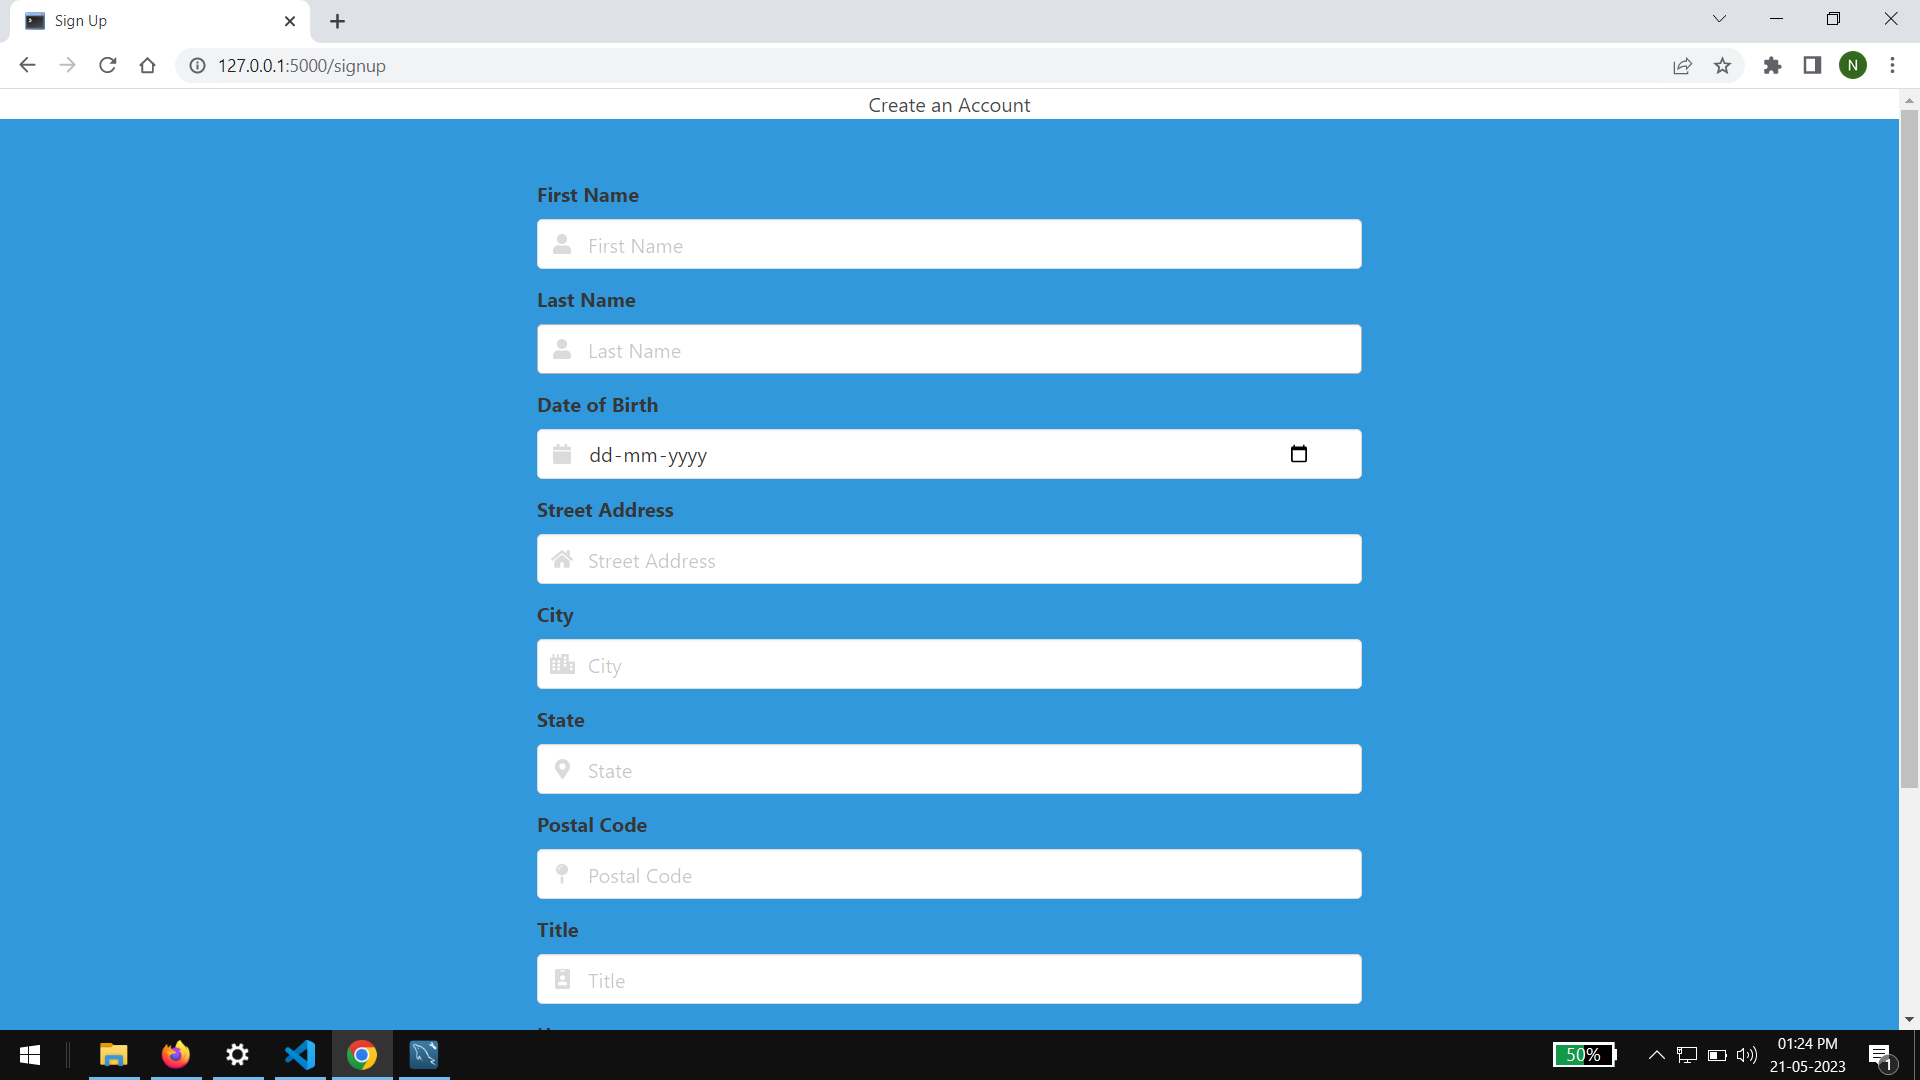 Sign Up
127.0.0.1:5000/signup
N
Create an Account
First Name
First Name
Last Name
Last Name
Date of Birth
dd-mm-yyyy
Street Address
Street Address
City
City
State
State
Postal Code
Postal Code
Title
Title
50%
01:24 PM
21-05-2023
1